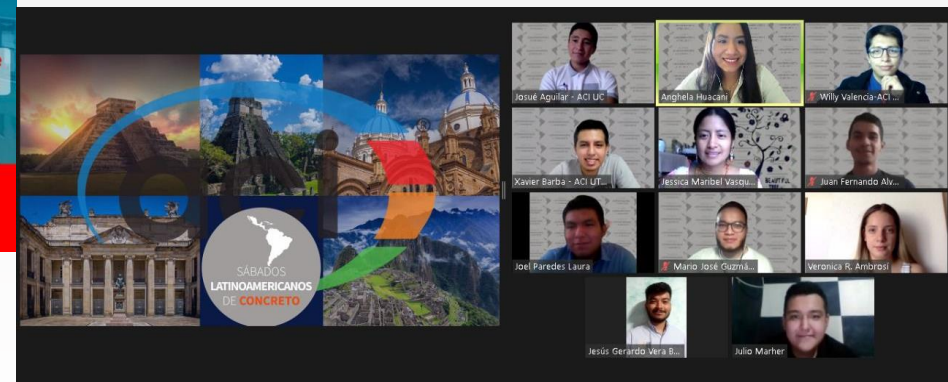 SÁBADOS
LATINOAMERICANOS
DE CONCRETO
Josué Aguilar - ACI UC
Anghela Huacani
Willy Valencia-ACI ...
Xavier Barba - ACI UT...
Jessica Maribel Vasqu...
Juan Fernando Alv...
Joel Paredes Laura
Mario José Guzmá...
Veronica R. Ambrosi
Jesús Gerardo Vera B...
Julio Marher